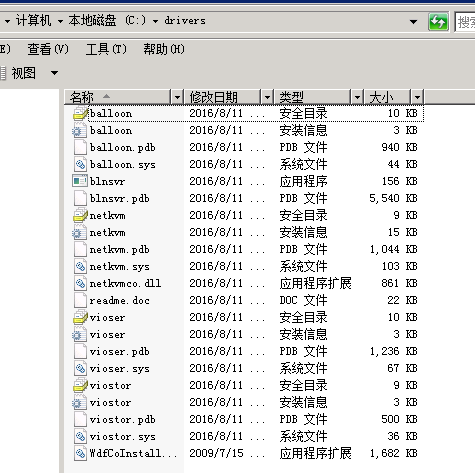 计算机 ▾ 本地磁盘 (C:) ▾ drivers
E) 查看(V) 工具(T) 帮助(H)
视图
名称 修改日期 类型 大小
balloon 2016/8/11 ... 安全目录 10 KB
balloon 2016/8/11 ... 安装信息 3 KB
balloon.pdb 2016/8/11 ... PDB 文件 940 KB
balloon.sys 2016/8/11 ... 系统文件 44 KB
blnsvr 2016/8/11 ... 应用程序 156 KB
blnsvr.pdb 2016/8/11 ... PDB 文件 5,540 KB
netkvm 2016/8/11 ... 安全目录 9 KB
netkvm 2016/8/11 ... 安装信息 15 KB
netkvm.pdb 2016/8/11 ... PDB 文件 1,044 KB
netkvm.sys 2016/8/11 ... 系统文件 103 KB
netkvmco.dll 2016/8/11 ... 应用程序扩展 861 KB
readme.doc 2016/8/11 ... DOC 文件 22 KB
vioser 2016/8/11 ... 安全目录 10 KB
vioser 2016/8/11 ... 安装信息 3 KB
vioser.pdb 2016/8/11 ... PDB 文件 1,236 KB
vioser.sys 2016/8/11 ... 系统文件 67 KB
viostor 2016/8/11 ... 安全目录 9 KB
viostor 2016/8/11 ... 安装信息 3 KB
viostor.pdb 2016/8/11 ... PDB 文件 500 KB
viostor.sys 2016/8/11 ... 系统文件 36 KB
WdfCoInstall... 2009/7/15 ... 应用程序扩展 1,682 KB